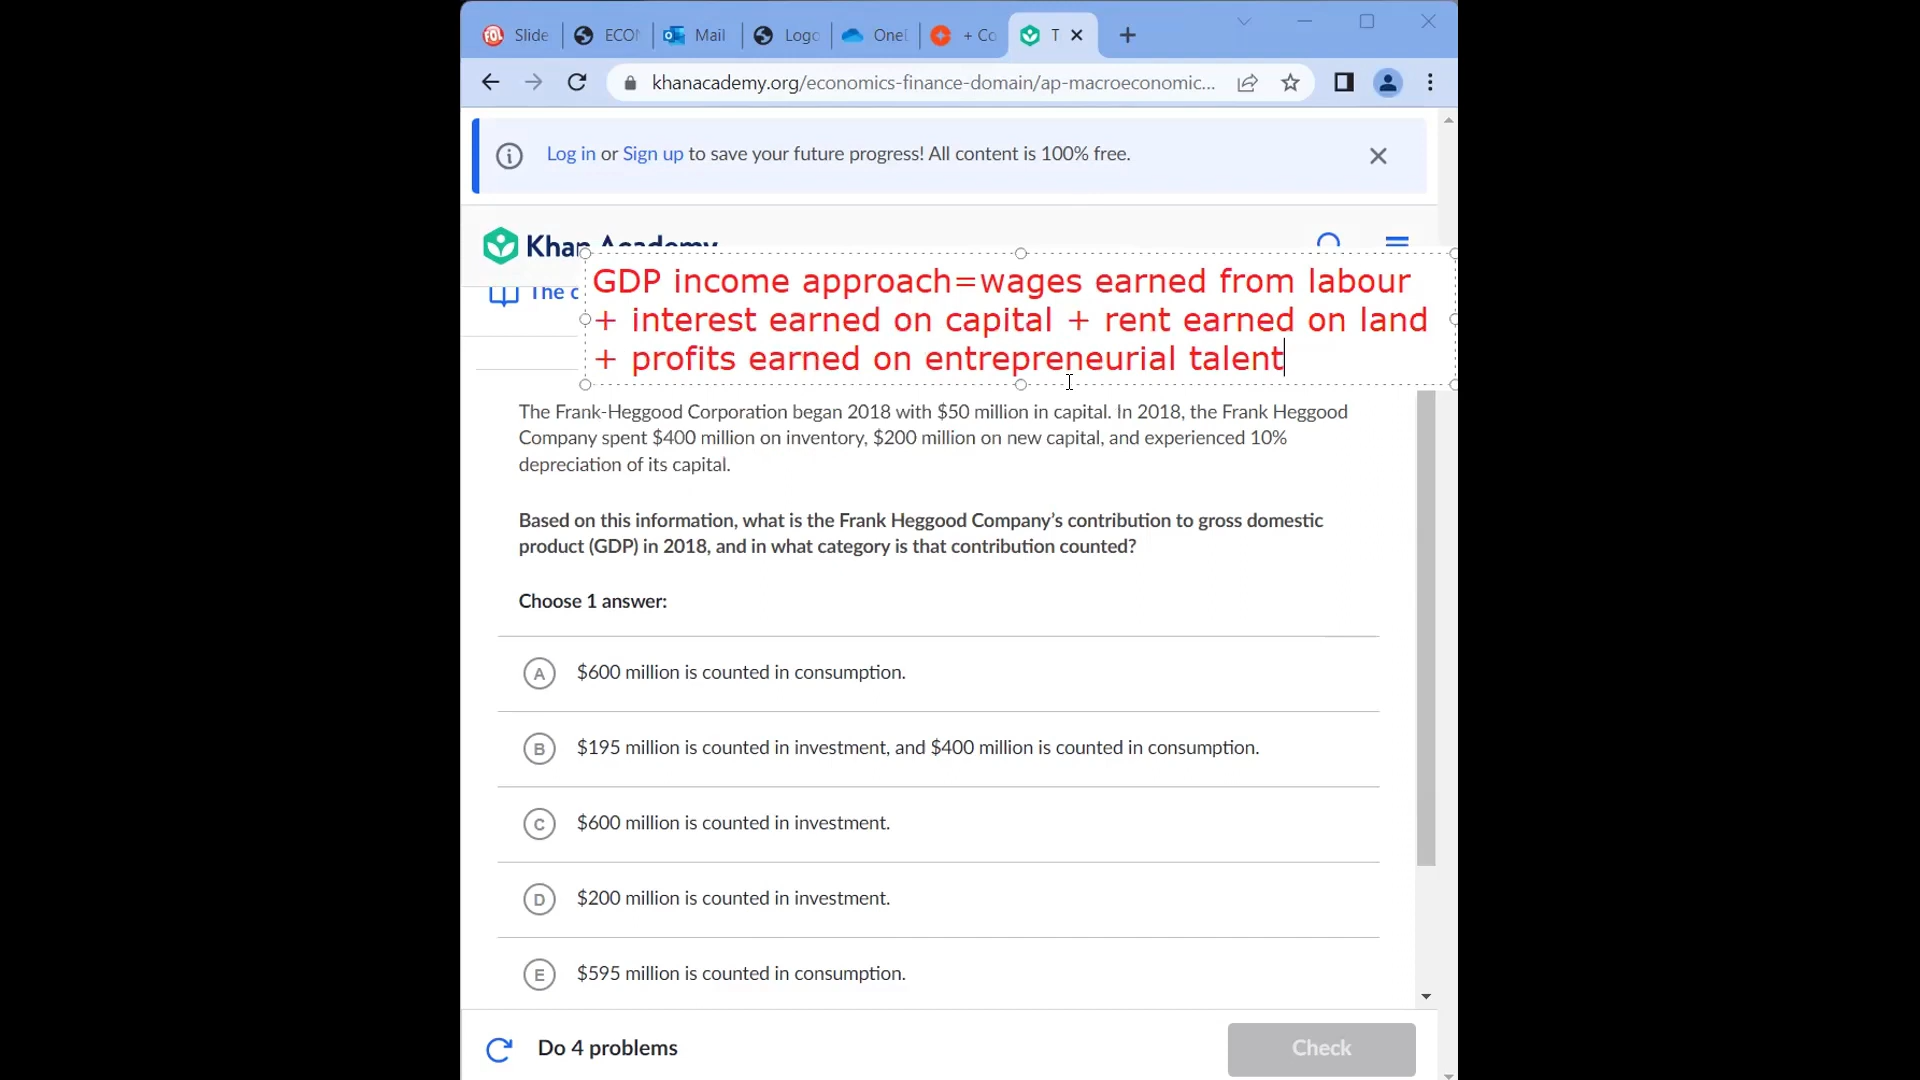 Slide
ECON
Mail
Logo
OneD
+ Co
T
khanacademy.org/economics-finance-domain/ap-macroeconomic...
Log in or Sign up to save your future progress! All content is 100% free.
Khan Academy
The c
GDP income approach=wages earned from labour
+ interest earned on capital + rent earned on land
+ profits earned on entrepreneurial talent
The Frank-Heggood Corporation began 2018 with $50 million in capital. In 2018, the Frank Heggood
Company spent $400 million on inventory, $200 million on new capital, and experienced 10%
depreciation of its capital.
Based on this information, what is the Frank Heggood Company’s contribution to gross domestic
product (GDP) in 2018, and in what category is that contribution counted?
Choose 1 answer:
A $600 million is counted in consumption.
B $195 million is counted in investment, and $400 million is counted in consumption.
C $600 million is counted in investment.
D $200 million is counted in investment.
E $595 million is counted in consumption.
Do 4 problems
Check